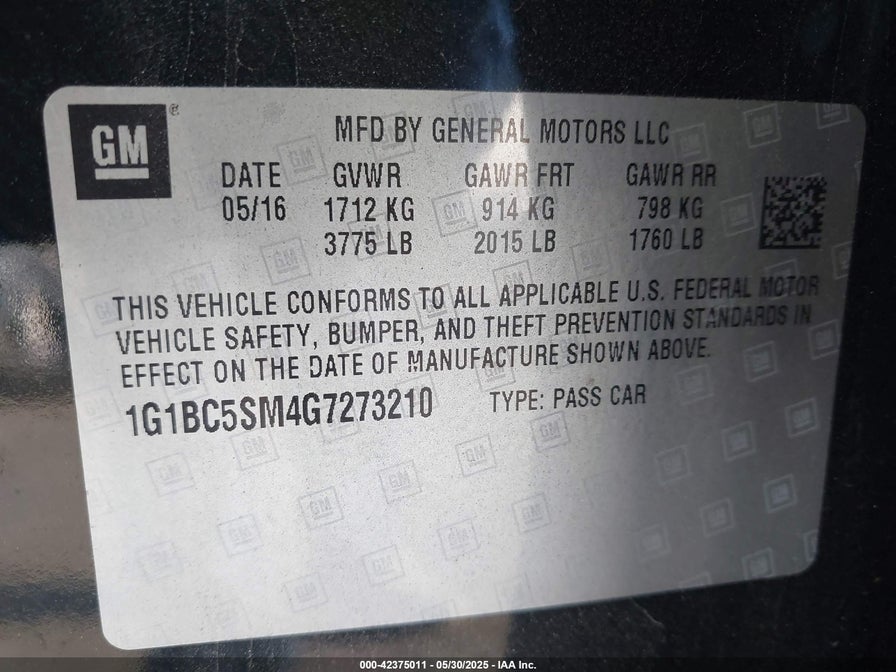 GM ®
MFD BY GENERAL MOTORS LLC
DATE GVWR GAWR FRT GAWR RR
05/16 1712 KG 914 KG 798 KG
3775 LB 2015 LB 1760 LB
THIS VEHICLE CONFORMS TO ALL APPLICABLE U.S. FEDERAL MOTOR
VEHICLE SAFETY, BUMPER, AND THEFT PREVENTION STANDARDS IN
EFFECT ON THE DATE OF MANUFACTURE SHOWN ABOVE.
1G1BC5SM4G7273210 TYPE: PASS CAR
000-42375011 - 05/30/2025 - IAA Inc.